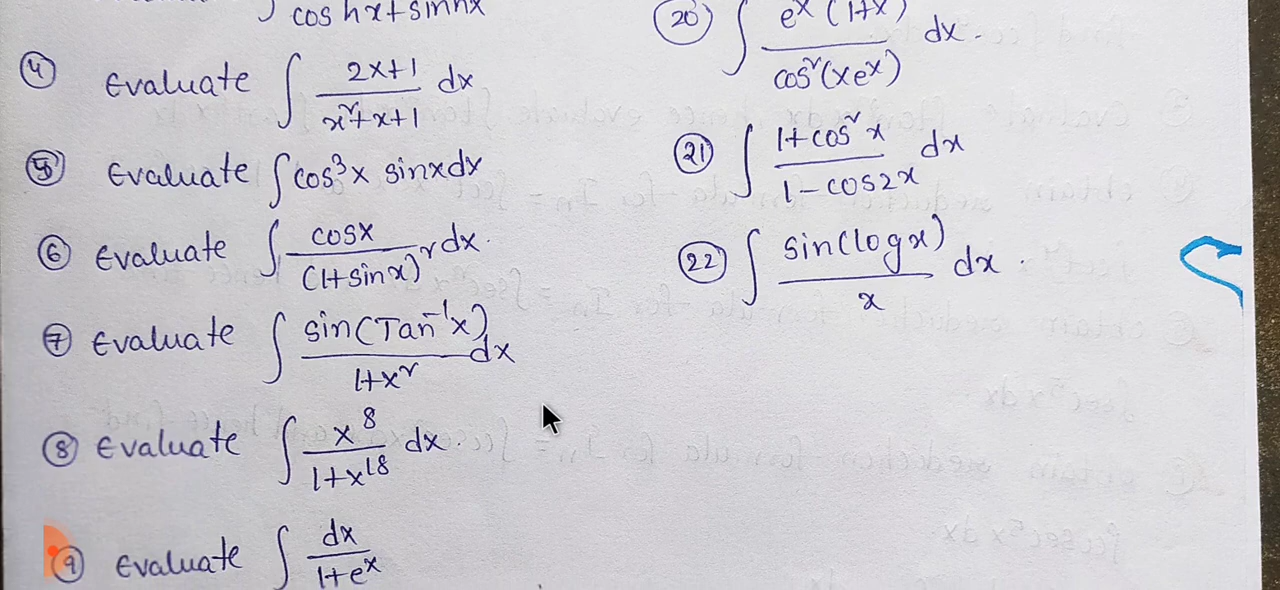 ∫ cos hx + sin hx
④ Evaluate ∫ (2x+1)/(x²+x+1) dx
⑤ Evaluate ∫ cos³x sinx dx
⑥ Evaluate ∫ cosx/(1+sinx)² dx.
⑦ Evaluate ∫ sin(Tan⁻¹x)/(1+x²) dx
⑧ Evaluate ∫ x⁸/(1+x¹⁸) dx.
⑨ Evaluate ∫ dx/(1+eˣ)
⑳ ∫ eˣ(1+x)/cos²(xeˣ) dx.
㉑ ∫ (1+cos²x)/(1-cos2x) dx
㉒ ∫ sin(logx)/x dx.